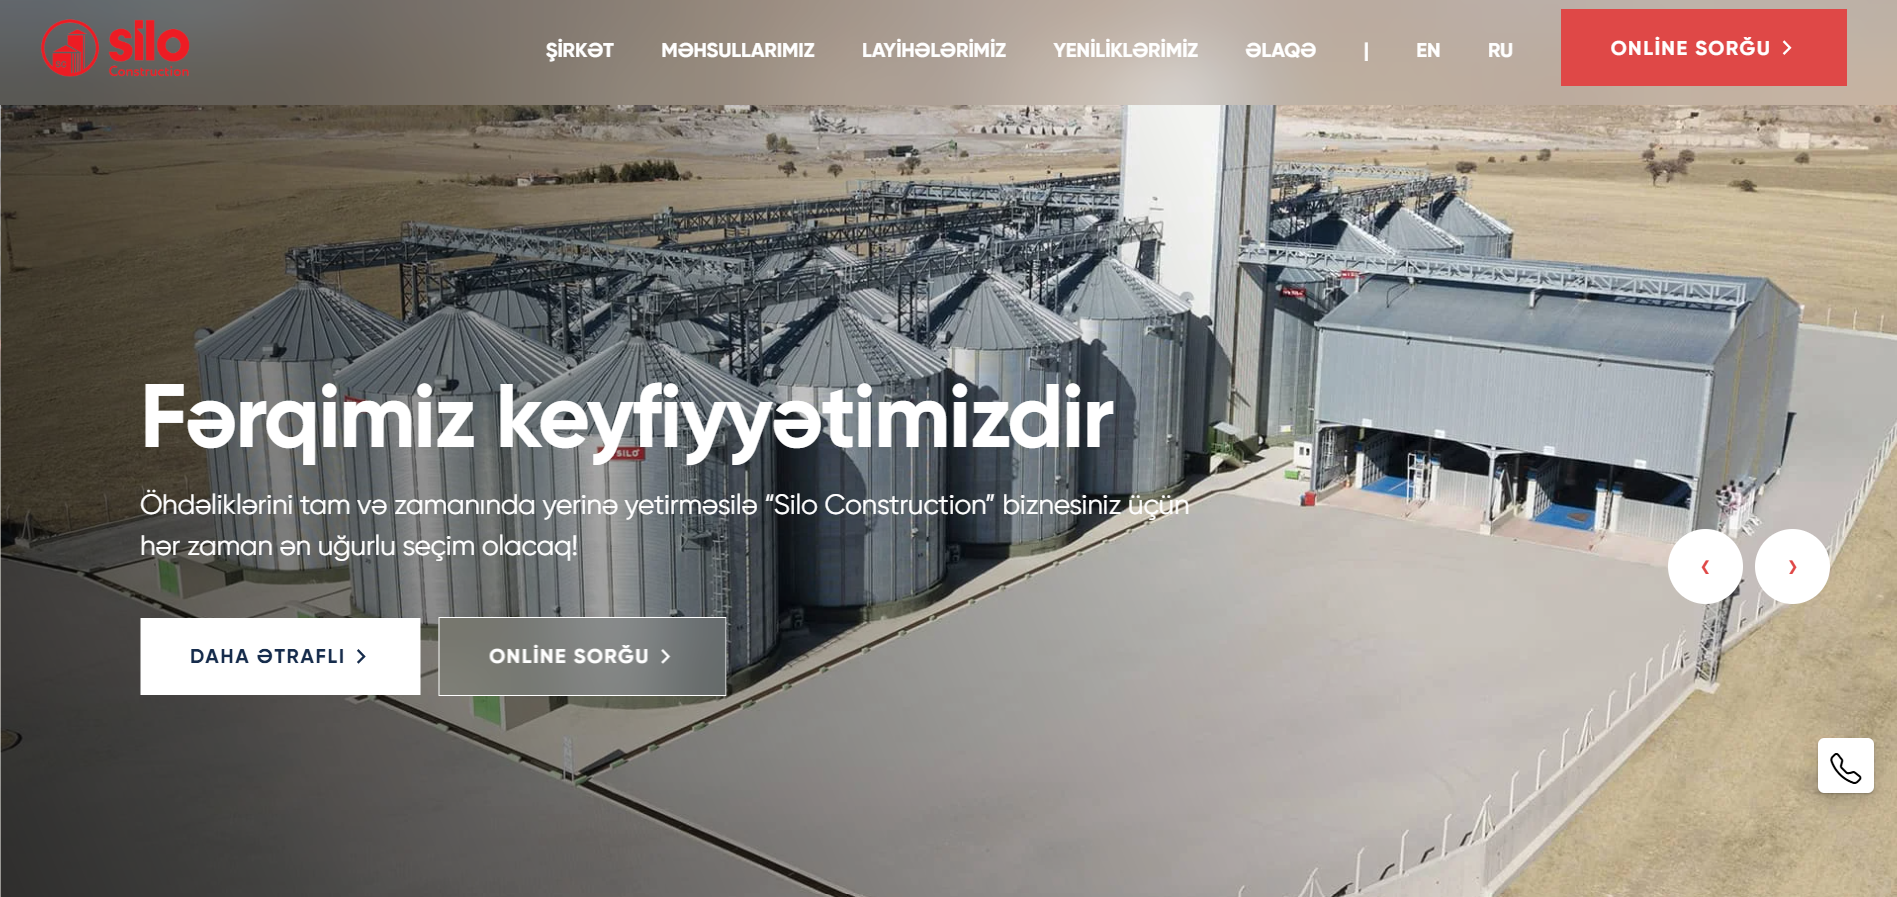 silo
Construction
ŞİRKƏT
MƏHSULLARIMIZ
LAYİHƏLƏRİMİZ
YENİLİKLƏRİMİZ
ƏLAQƏ
|
EN
RU
ONLİNE SORĞU
Fərqimiz keyfiyyətimizdir
SILO
Öhdəliklərini tam və zamanında yerinə yetirməsilə “Silo Construction” biznesiniz üçün
hər zaman ən uğurlu seçim olacaq!
DAHA ƏTRAFLI
ONLİNE SORĞU